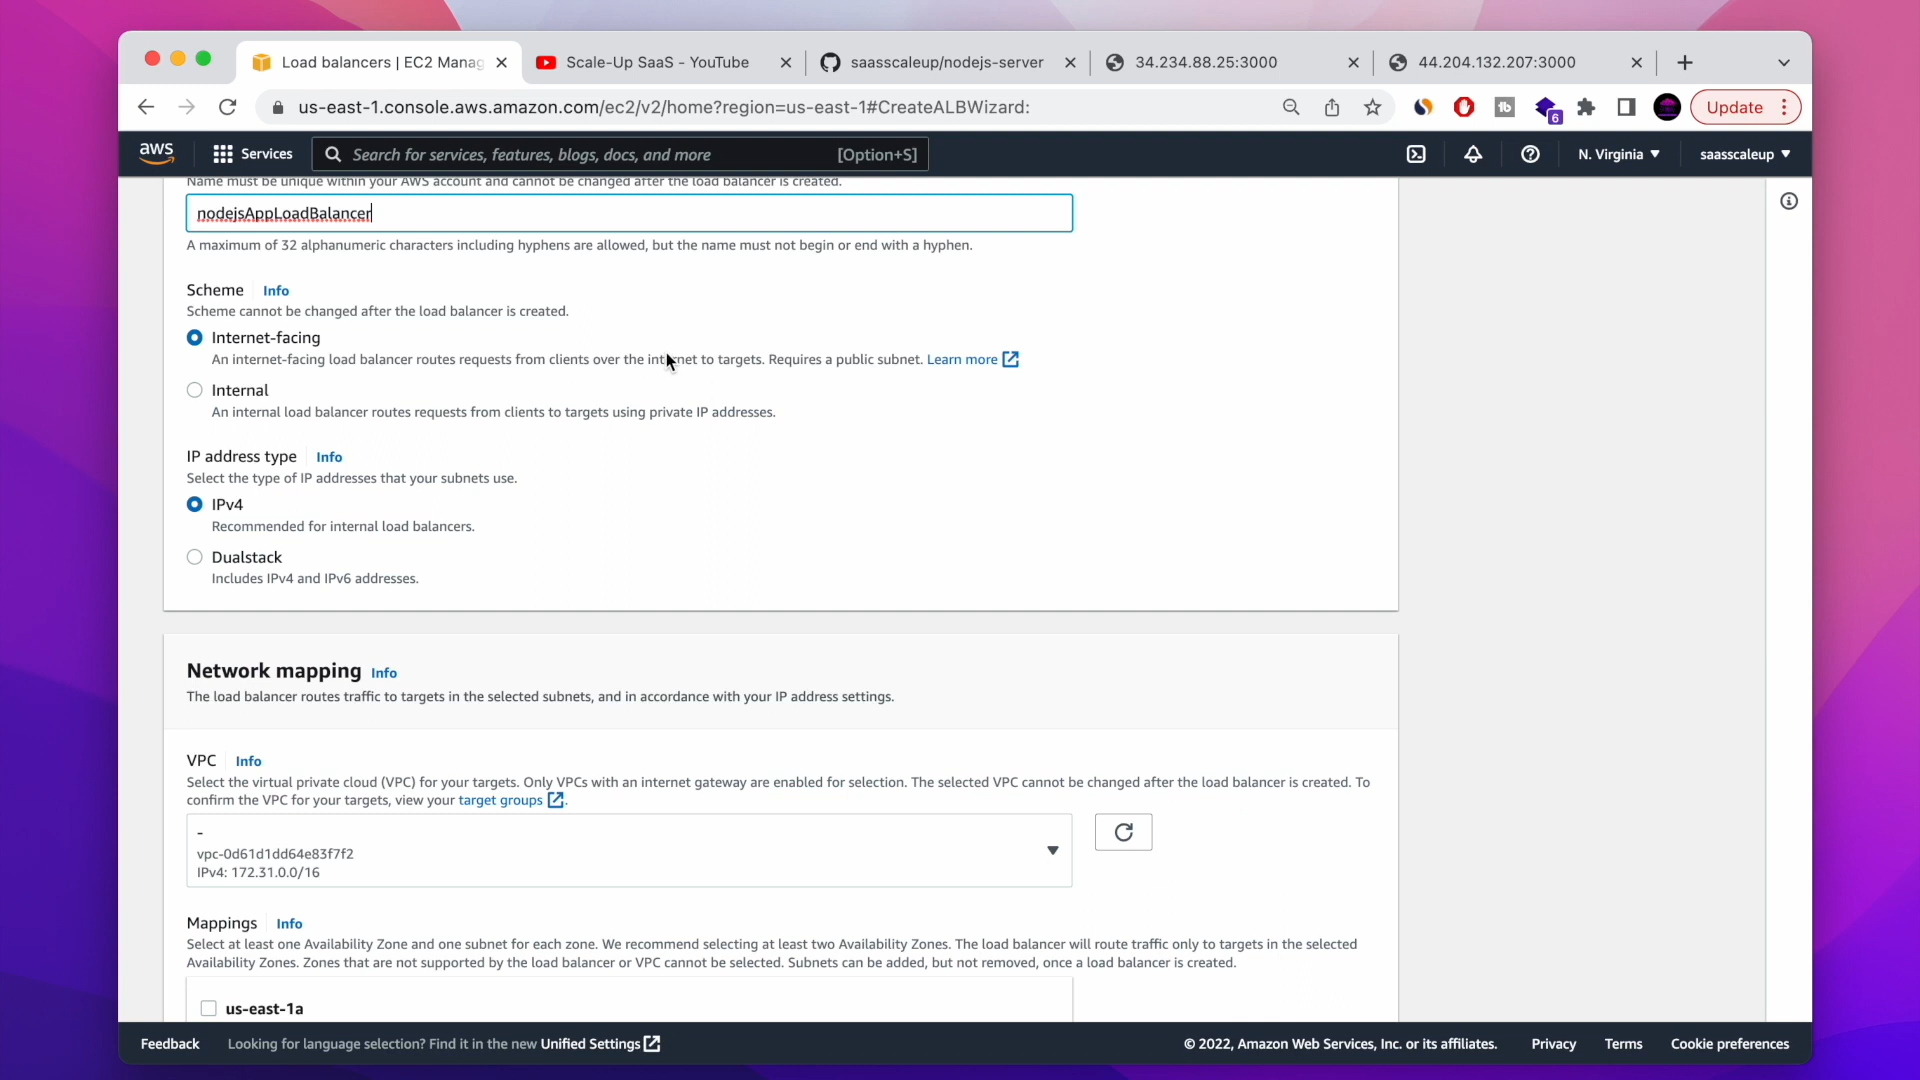 Load balancers | EC2 Manag
Scale-Up SaaS - YouTube
saasscaleup/nodejs-server
34.234.88.25:3000
44.204.132.207:3000
us-east-1.console.aws.amazon.com/ec2/v2/home?region=us-east-1#CreateALBWizard:
tb
6
Update
aws
Services
Search for services, features, blogs, docs, and more
[Option+S]
N. Virginia
saasscaleup
Name must be unique within your AWS account and cannot be changed after the load balancer is created.
nodejsAppLoadBalancer
A maximum of 32 alphanumeric characters including hyphens are allowed, but the name must not begin or end with a hyphen.
Scheme Info
Scheme cannot be changed after the load balancer is created.
Internet-facing
An internet-facing load balancer routes requests from clients over the internet to targets. Requires a public subnet. Learn more
Internal
An internal load balancer routes requests from clients to targets using private IP addresses.
IP address type Info
Select the type of IP addresses that your subnets use.
IPv4
Recommended for internal load balancers.
Dualstack
Includes IPv4 and IPv6 addresses.
Network mapping Info
The load balancer routes traffic to targets in the selected subnets, and in accordance with your IP address settings.
VPC Info
Select the virtual private cloud (VPC) for your targets. Only VPCs with an internet gateway are enabled for selection. The selected VPC cannot be changed after the load balancer is created. To
confirm the VPC for your targets, view your target groups.
-
vpc-0d61d1dd64e83f7f2
IPv4: 172.31.0.0/16
Mappings Info
Select at least one Availability Zone and one subnet for each zone. We recommend selecting at least two Availability Zones. The load balancer will route traffic only to targets in the selected
Availability Zones. Zones that are not supported by the load balancer or VPC cannot be selected. Subnets can be added, but not removed, once a load balancer is created.
us-east-1a
Feedback
Looking for language selection? Find it in the new Unified Settings
© 2022, Amazon Web Services, Inc. or its affiliates.
Privacy
Terms
Cookie preferences